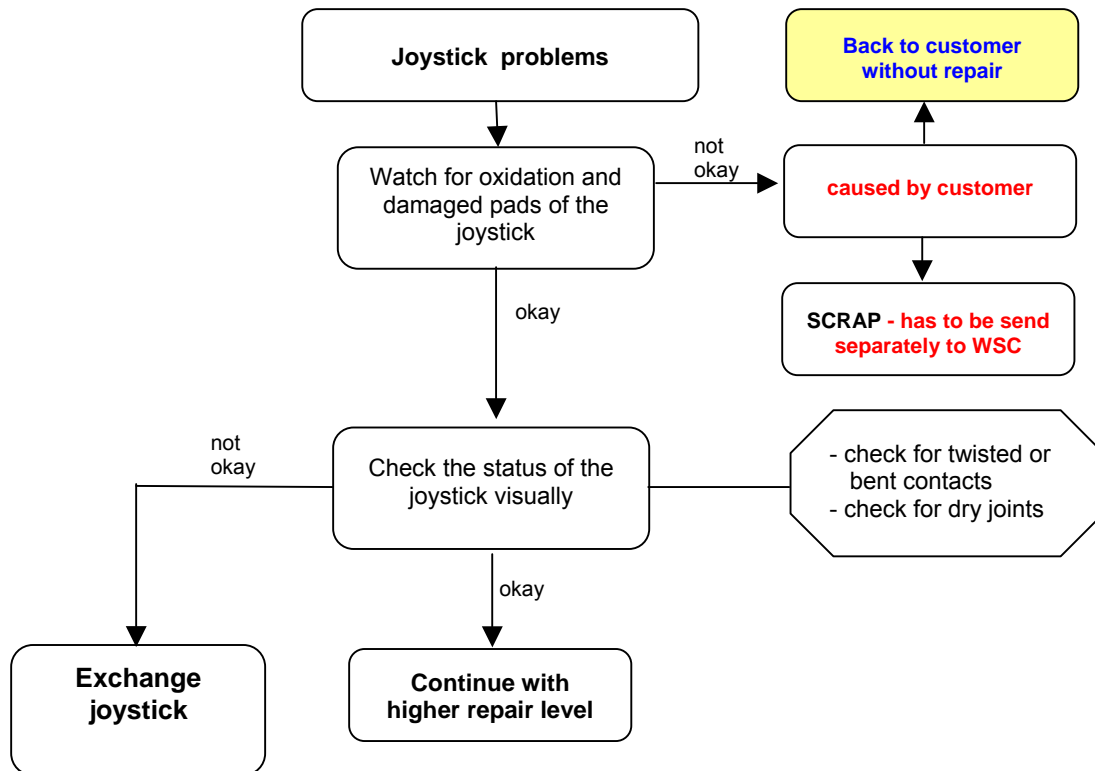 Joystick problems
Back to customer
without repair
not
okay
Watch for oxidation and
damaged pads of the
joystick
caused by customer
okay
SCRAP - has to be send
separately to WSC
not
okay
Check the status of the
joystick visually
- check for twisted or
bent contacts
- check for dry joints
okay
Exchange
joystick
Continue with
higher repair level